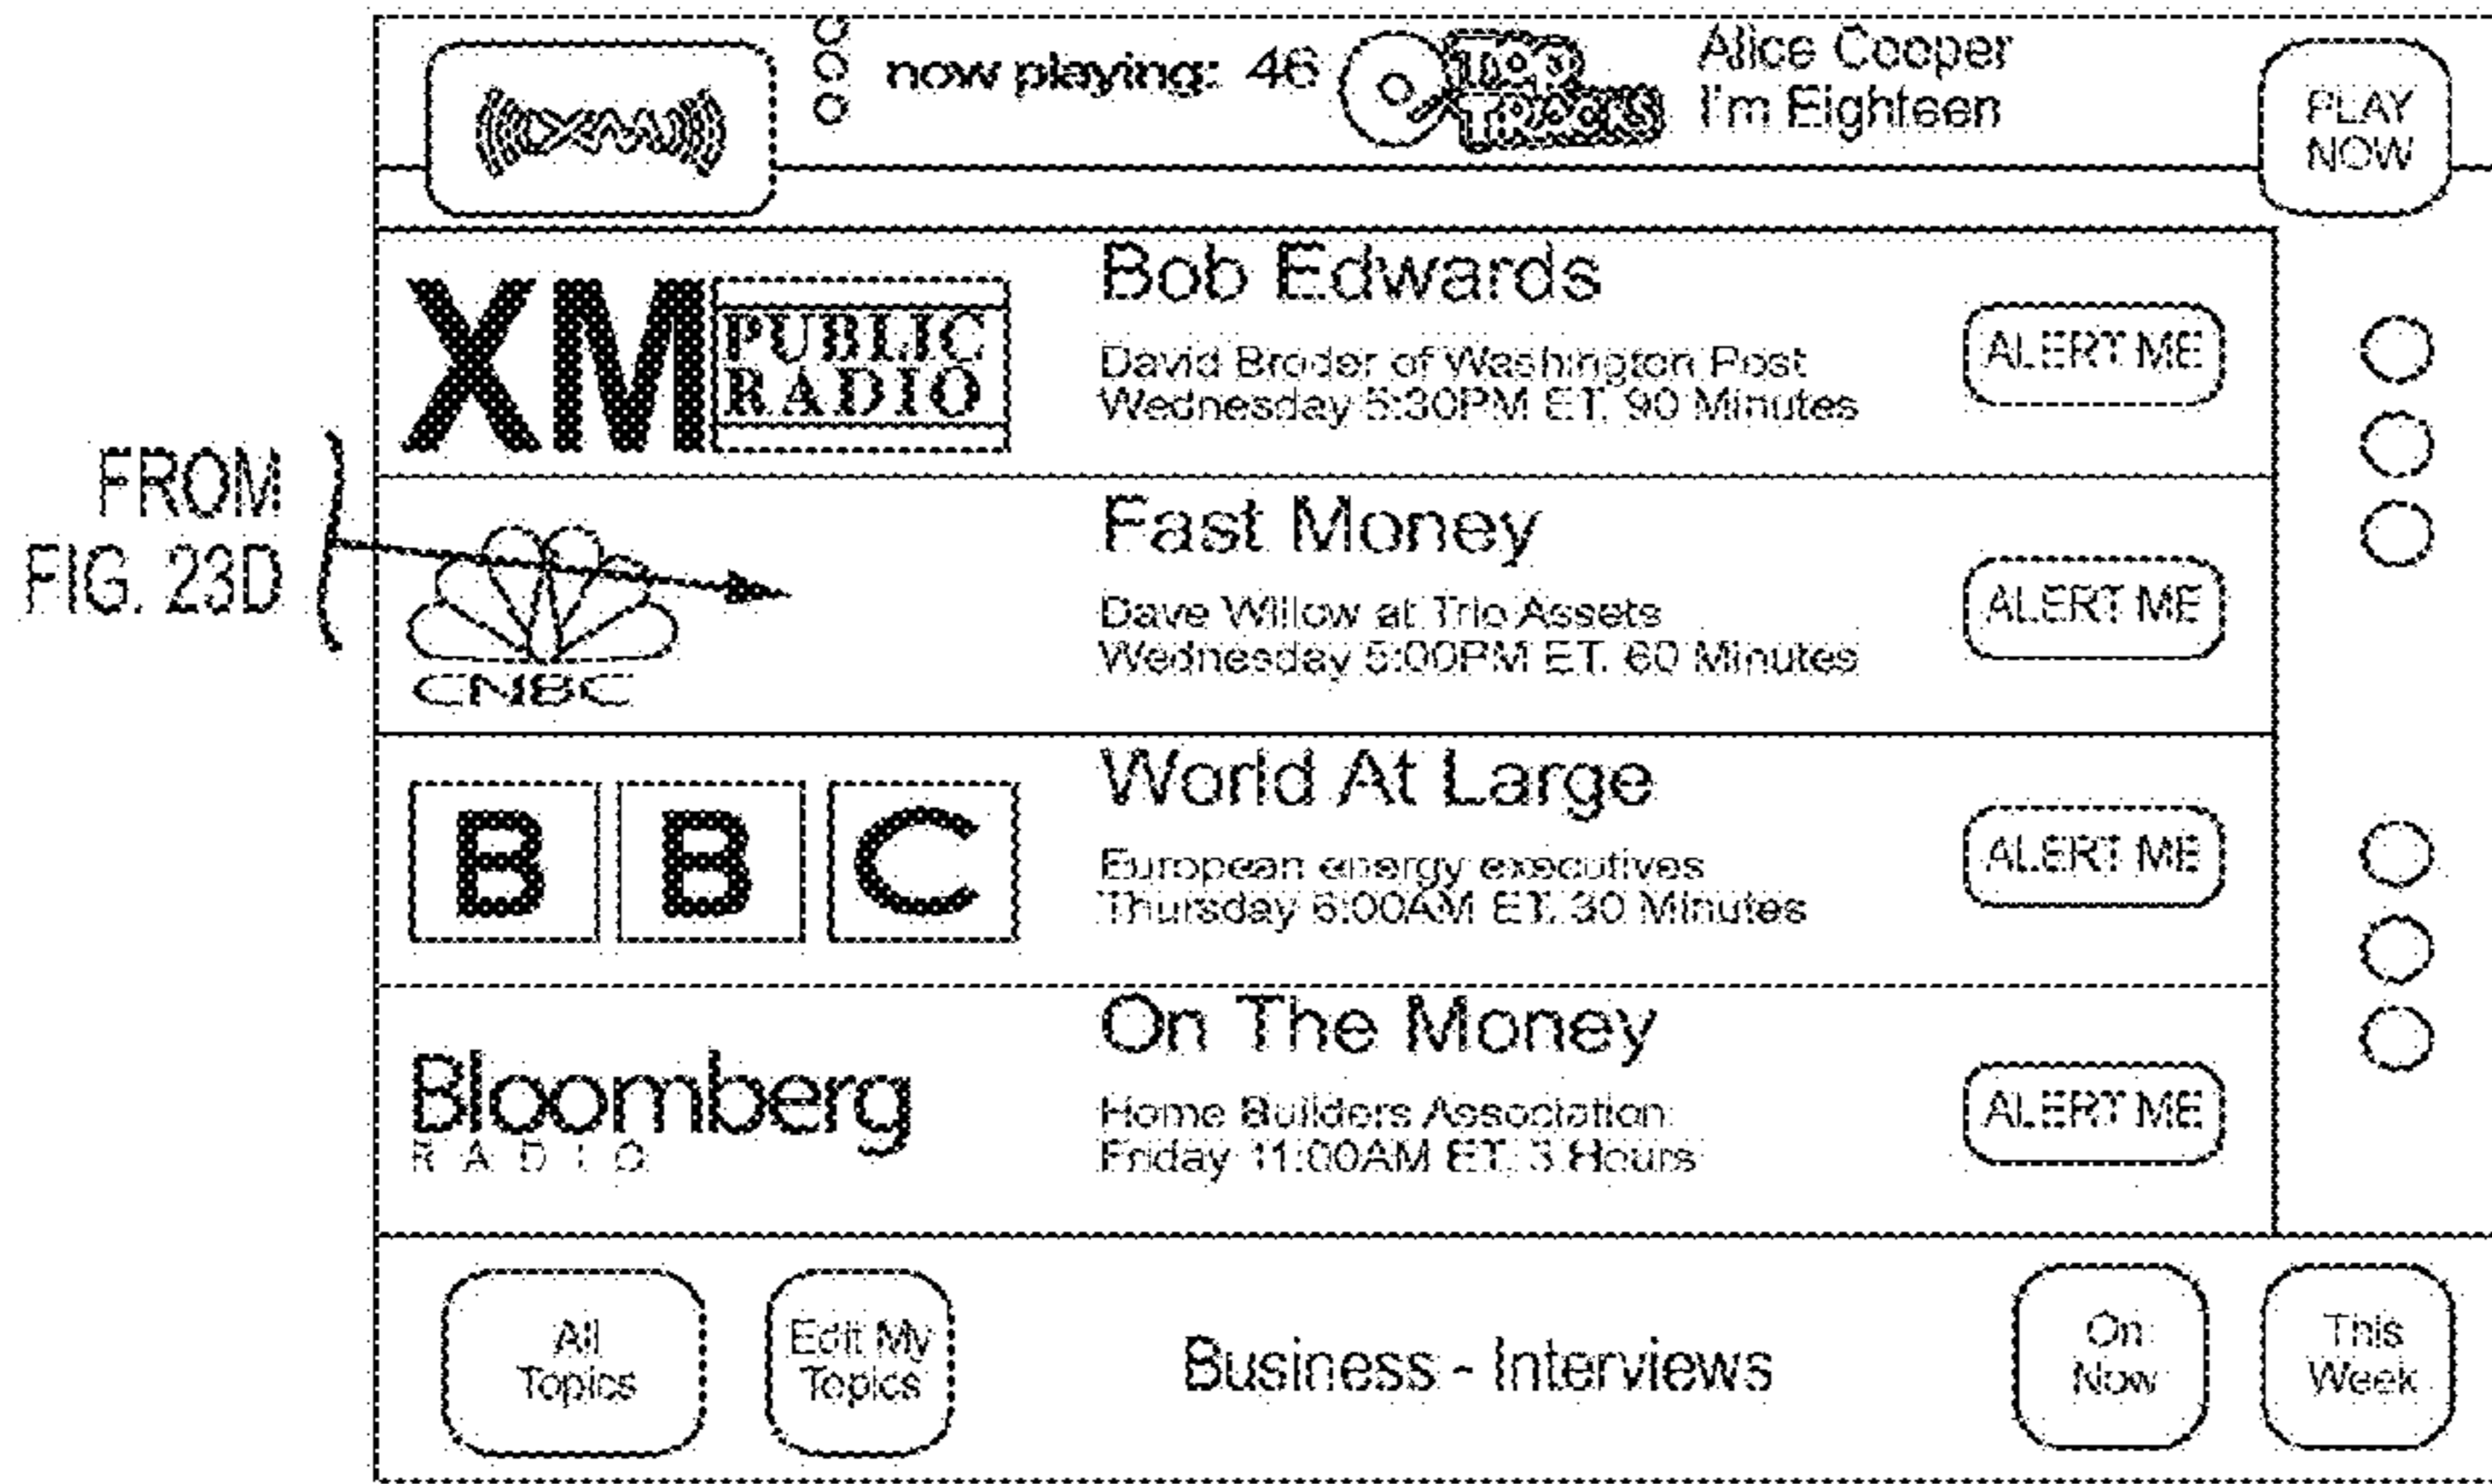 XM
now playing: 46
TOP
TRACKS
Alice Cooper
I'm Eighteen
PLAY
NOW
XM PUBLIC
RADIO
Bob Edwards
David Broder of Washington Post
Wednesday 5:30PM ET. 90 Minutes
ALERT ME
FROM
FIG. 23D
CNBC
Fast Money
Dave Willow at Trio Assets
Wednesday 5:00PM ET. 60 Minutes
ALERT ME
BBC
World At Large
European energy executives
Thursday 6:00AM ET. 30 Minutes
ALERT ME
Bloomberg
RADIO
On The Money
Home Builders Association
Friday 11:00AM ET. 3 Hours
ALERT ME
All
Topics
Edit My
Topics
Business - Interviews
On
Now
This
Week